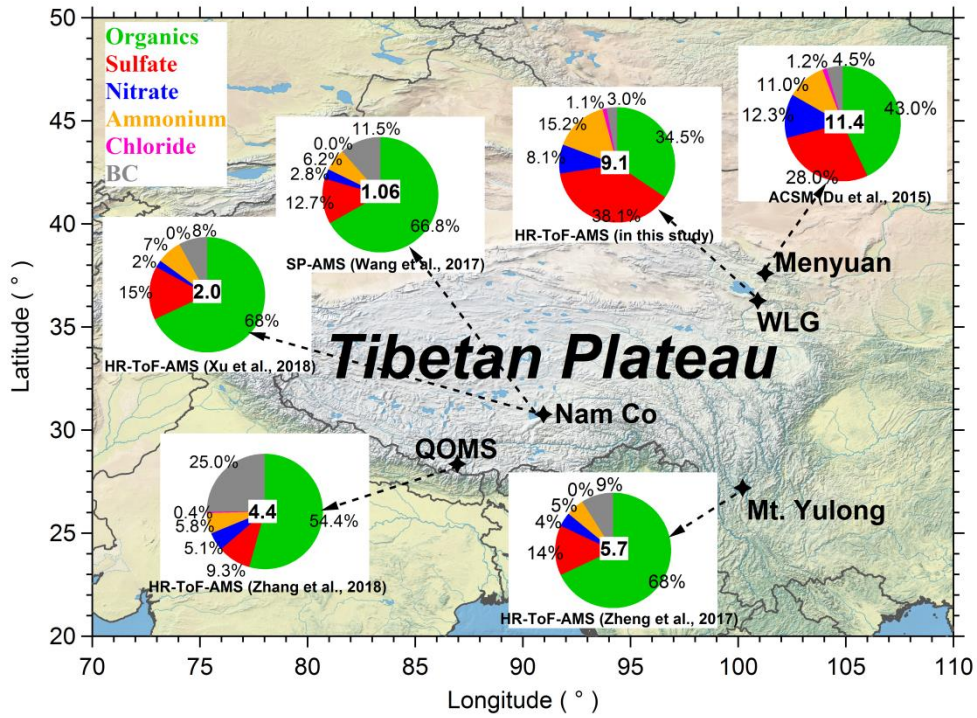 Organics
Sulfate
Nitrate
Ammonium
Chloride
BC
1.2% 4.5%
11.0%
12.3%
43.0%
11.4
28.0%
ACSM (Du et al., 2015)
1.1% 3.0%
15.2%
8.1%
34.5%
9.1
38.1%
HR-ToF-AMS (in this study)
11.5%
0.0%
6.2%
2.8%
12.7%
1.06
66.8%
SP-AMS (Wang et al., 2017)
0% 8%
7%
2%
15%
2.0
68%
HR-ToF-AMS (Xu et al., 2018)
Menyuan
WLG
Tibetan Plateau
Nam Co
QOMS
Mt. Yulong
25.0%
0.4%
5.8%
5.1%
9.3%
4.4
54.4%
HR-ToF-AMS (Zhang et al., 2018)
0% 9%
5%
4%
14%
5.7
68%
HR-ToF-AMS (Zheng et al., 2017)
Latitude ( ° )
50
45
40
35
30
25
20
70 75 80 85 90 95 100 105 110
Longitude ( ° )